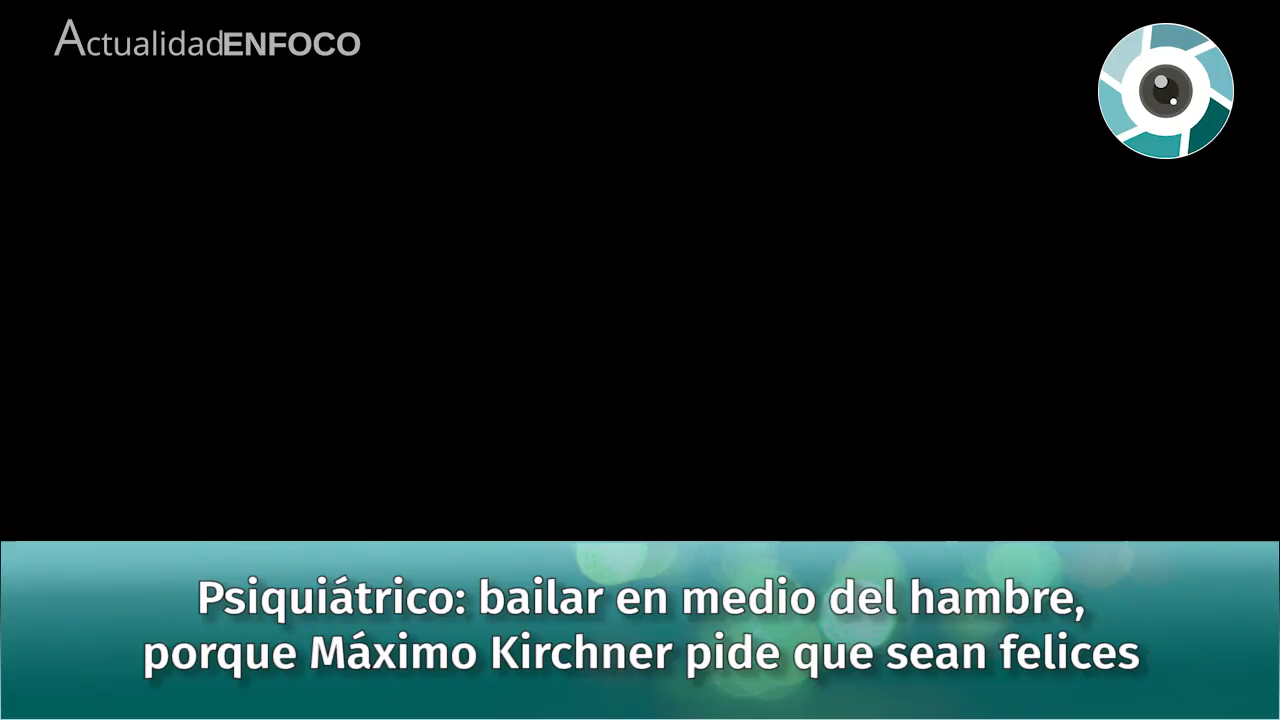 ActualidadENFOCO
Psiquiátrico: bailar en medio del hambre,
porque Máximo Kirchner pide que sean felices